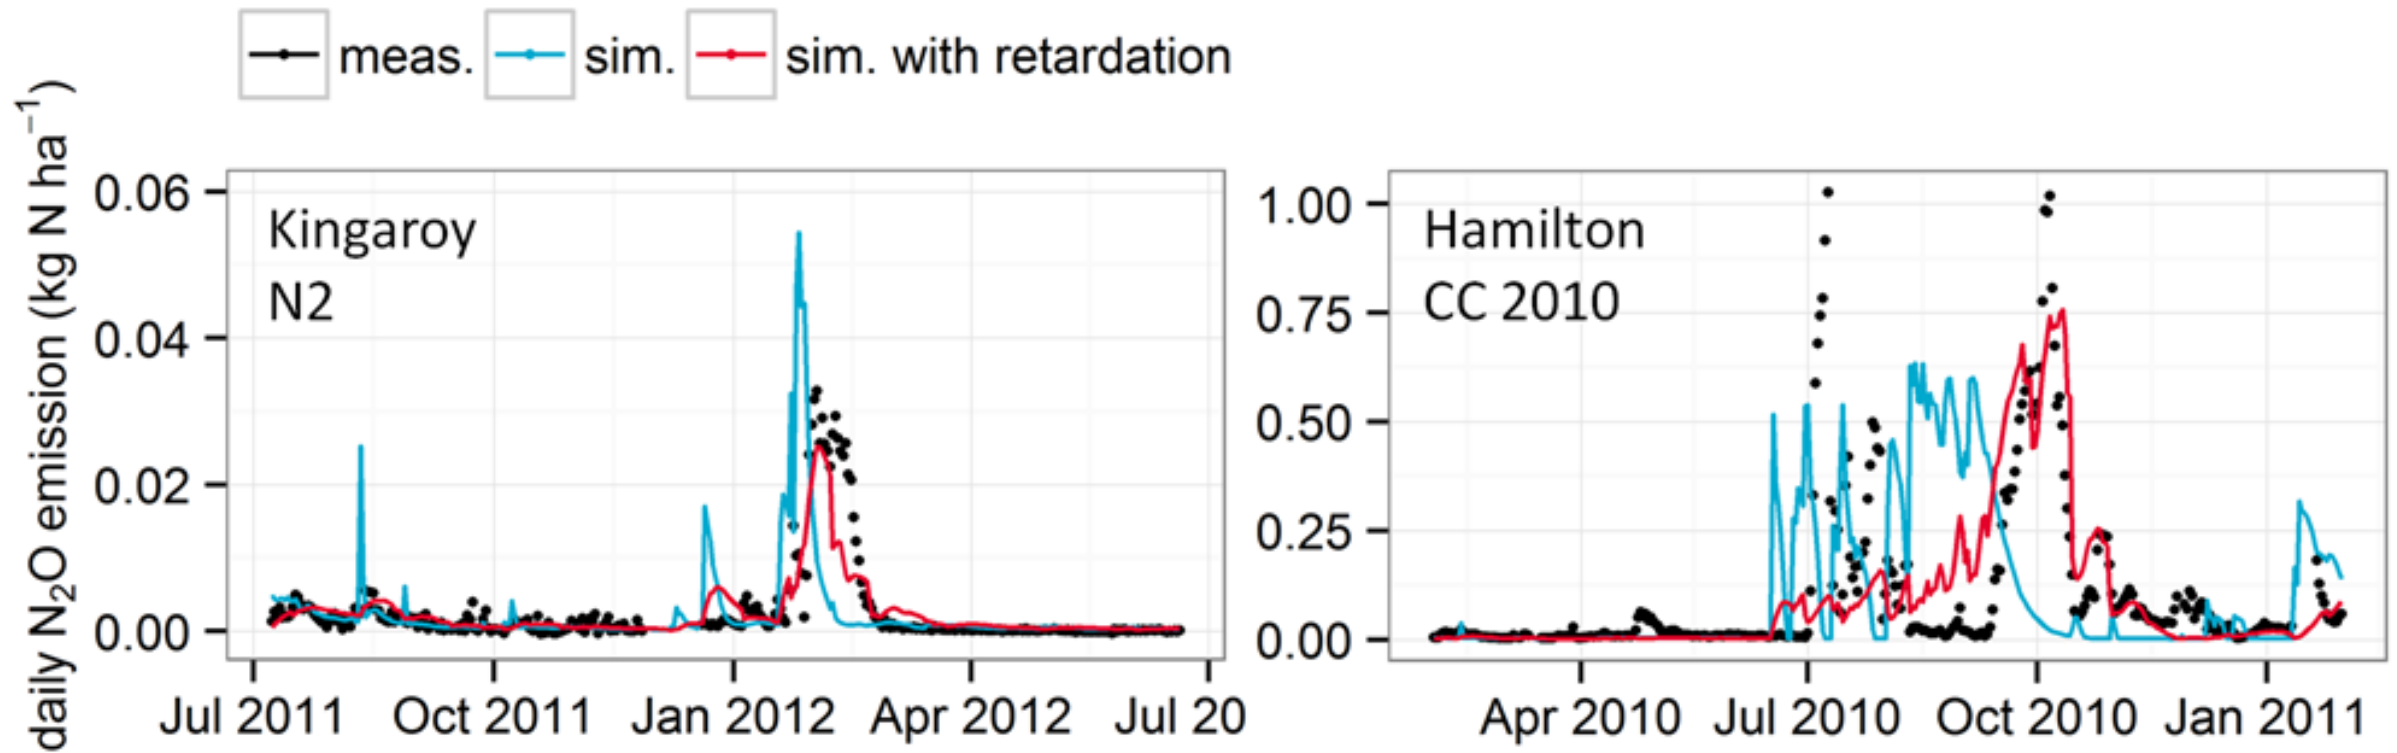 meas. sim. sim. with retardation
daily N₂O emission (kg N ha⁻¹)
Kingaroy
N2
0.06
0.04
0.02
0.00
Jul 2011 Oct 2011 Jan 2012 Apr 2012 Jul 20
Hamilton
CC 2010
1.00
0.75
0.50
0.25
0.00
Apr 2010 Jul 2010 Oct 2010 Jan 2011